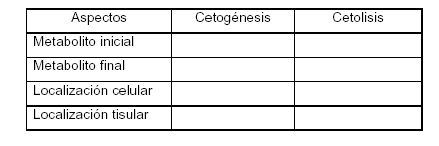 Aspectos Cetogénesis Cetolisis
Metabolito inicial
Metabolito final
Localización celular
Localización tisular